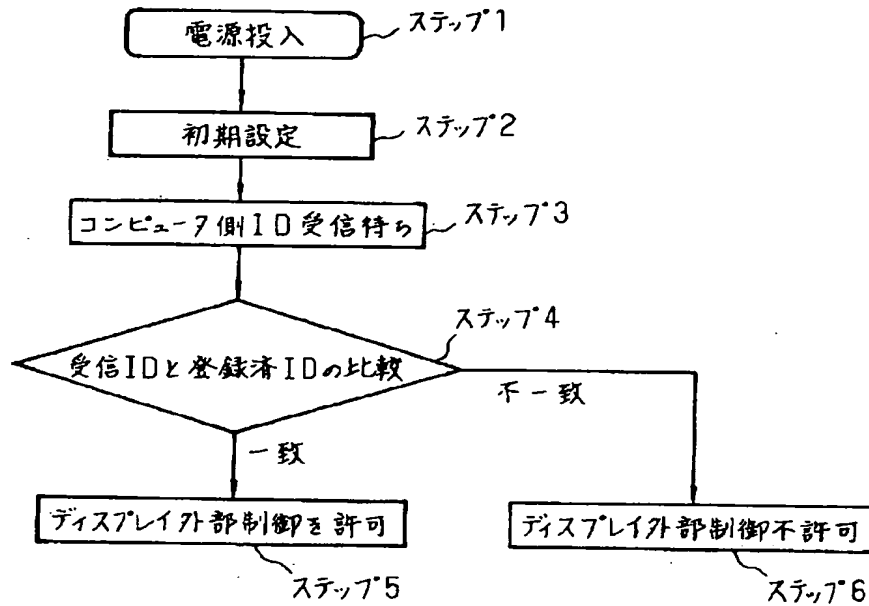 電源投入
ステップ1
初期設定
ステップ2
コンピュータ側ID受信待ち
ステップ3
ステップ4
受信IDと登録済IDの比較
不一致
一致
ディスプレイ外部制御を許可
ディスプレイ外部制御不許可
ステップ5
ステップ6